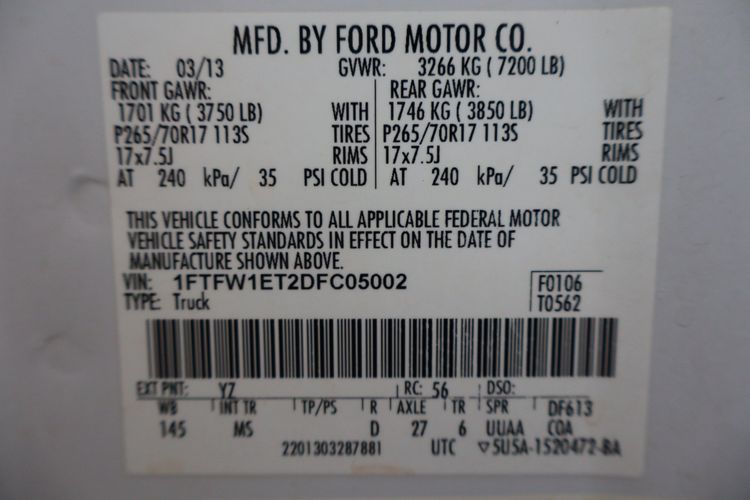 MFD. BY FORD MOTOR CO.
DATE: 03/13 GVWR: 3266 KG ( 7200 LB)
FRONT GAWR: REAR GAWR:
1701 KG ( 3750 LB) WITH 1746 KG ( 3850 LB) WITH
P265/70R17 113S TIRES P265/70R17 113S TIRES
17x7.5J RIMS 17x7.5J RIMS
AT 240 kPa/ 35 PSI COLD AT 240 kPa/ 35 PSI COLD
THIS VEHICLE CONFORMS TO ALL APPLICABLE FEDERAL MOTOR
VEHICLE SAFETY STANDARDS IN EFFECT ON THE DATE OF
MANUFACTURE SHOWN ABOVE.
VIN: 1FTFW1ET2DFC05002 F0106
TYPE: Truck T0562
EXT PNT: YZ RC: 56 DSO:
WB INT TR TP/PS R AXLE TR SPR DF613
145 MS D 27 6 UUAA COA
2201303287881 UTC ▽5U5A-1520472-BA